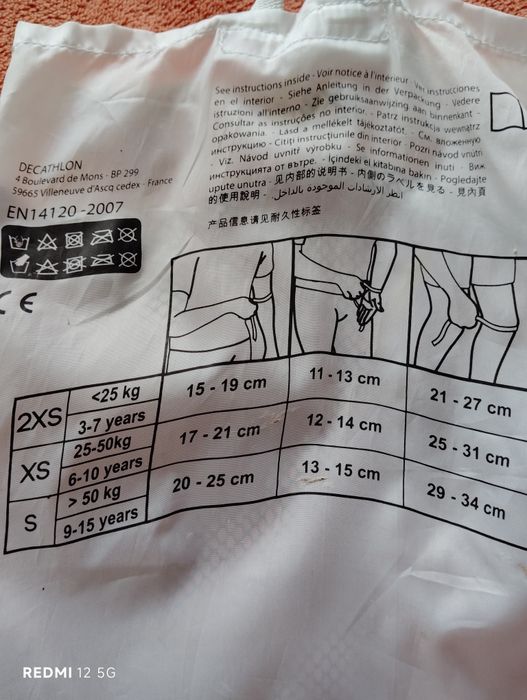 See instructions inside - Voir notice à l'intérieur - Ver instrucciones
en el interior - Siehe Anleitung in der Verpackung - Vedere
istruzioni all'interno - Zie gebruiksaanwijzing aan binnenkant -
Consultar as instruções no interior - Patrz instrukcja wewnątrz
opakowania - Lásd a mellékelt tájékoztatót - См. вложенную
инструкцию - Citiți instrucțiunile din interior - Pozri návod vnútri
- Viz. Návod uvnitř výrobku - Se informationen inuti - Виж
инструкцията от вътре. - İçindeki el kitabına bakın - Pogledajte
upute unutra - 见内部的说明书 - 内側のラベルを見る - 見內頁
的使用說明 - انظر الإرشادات الموجودة بالداخل
产品信息请见耐久性标签
DECATHLON
4 Boulevard de Mons - BP 299
59665 Villeneuve d'Ascq cedex - France
EN14120 -2007
CE
2XS <25 kg 3-7 years 15 - 19 cm 11 - 13 cm 21 - 27 cm
XS 25-50kg 6-10 years 17 - 21 cm 12 - 14 cm 25 - 31 cm
S > 50 kg 9-15 years 20 - 25 cm 13 - 15 cm 29 - 34 cm
REDMI 12 5G